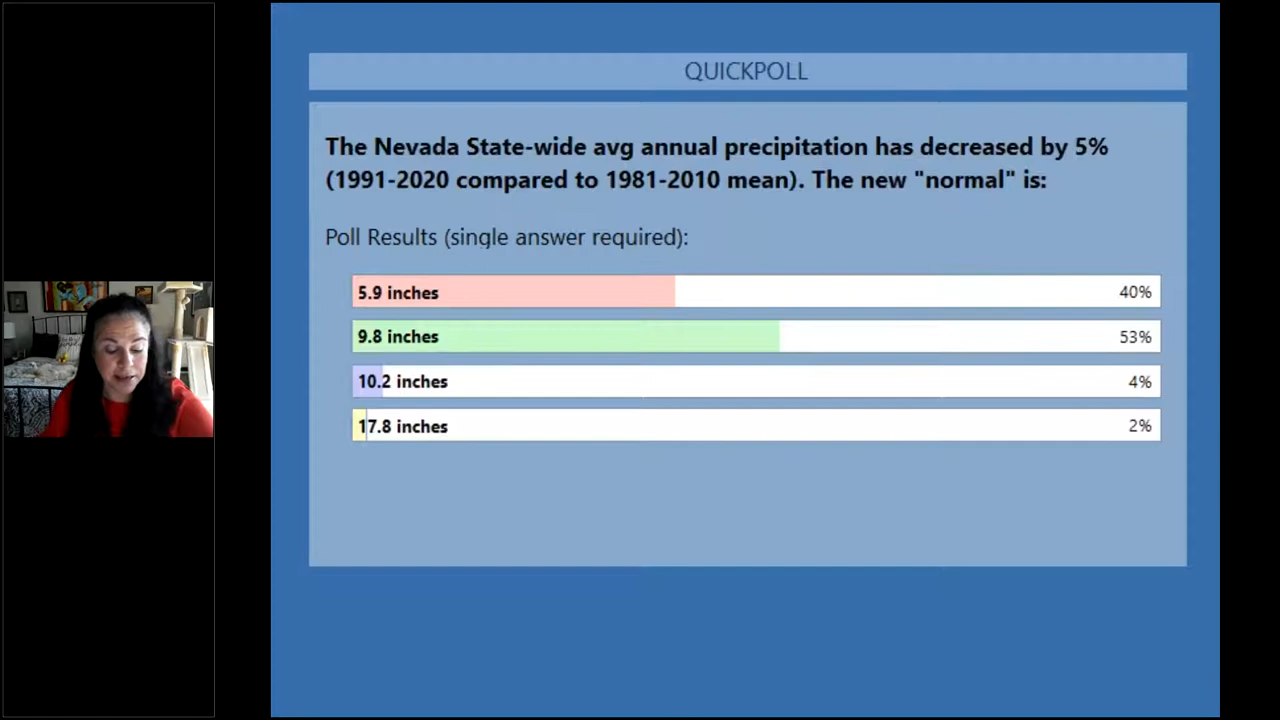 QUICKPOLL
The Nevada State-wide avg annual precipitation has decreased by 5%
(1991-2020 compared to 1981-2010 mean). The new "normal" is:
Poll Results (single answer required):
5.9 inches 40%
9.8 inches 53%
10.2 inches 4%
17.8 inches 2%